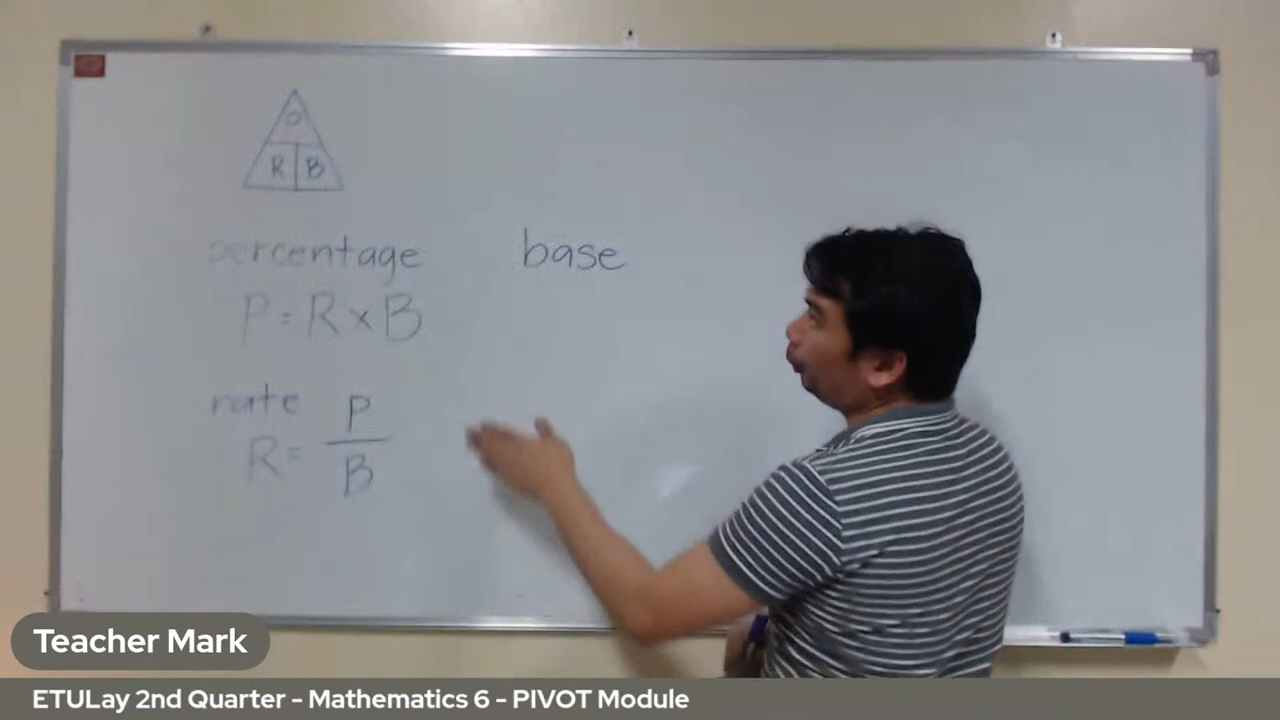 P
R B
percentage base
P = R x B
rate P
R = B
Teacher Mark
ETULay 2nd Quarter - Mathematics 6 - PIVOT Module